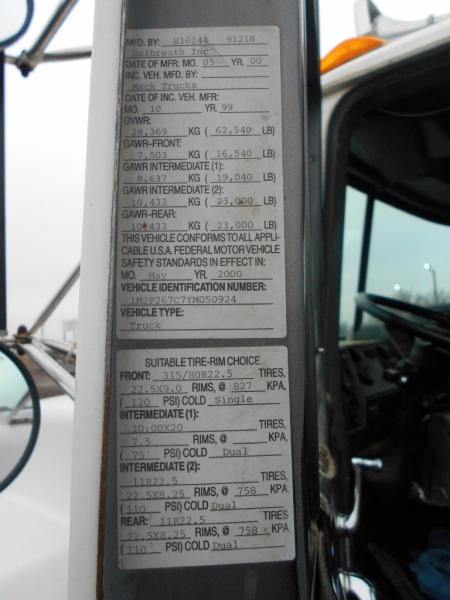 MFD. BY: H16244 91218
Galbreath Inc
DATE OF MFR: MO. 05 YR. 00
INC. VEH. MFD. BY:
Mack Trucks
DATE OF INC. VEH. MFR:
MO. 10 YR. 99
GVWR:
28,369 KG ( 62,540 LB)
GAWR-FRONT:
7,503 KG ( 16,540 LB)
GAWR INTERMEDIATE (1):
8,637 KG ( 19,040 LB)
GAWR INTERMEDIATE (2):
10,433 KG ( 23,000 LB)
GAWR-REAR:
10,433 KG ( 23,000 LB)
THIS VEHICLE CONFORMS TO ALL APPLI-
CABLE U.S.A. FEDERAL MOTOR VEHICLE
SAFETY STANDARDS IN EFFECT IN:
MO. May YR. 2000
VEHICLE IDENTIFICATION NUMBER:
1M2P267C7YM050924
VEHICLE TYPE:
Truck
SUITABLE TIRE-RIM CHOICE
FRONT: 315/80R22.5 TIRES,
22.5X9.0 RIMS, @ 827 KPA,
( 120 PSI) COLD Single
INTERMEDIATE (1):
10:00X20 TIRES,
7.5 RIMS, @ KPA,
( 75 PSI) COLD Dual
INTERMEDIATE (2):
11R22.5 TIRES,
22.5X8.25 RIMS, @ 758 KPA,
( 110 PSI) COLD Dual
REAR: 11R22.5 TIRES
22.5X8.25 RIMS, @ 758 KPA
( 110 PSI) COLD Dual